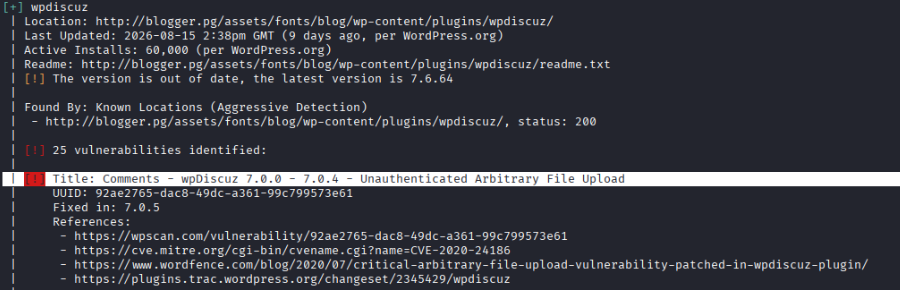 [+] wpdiscuz
| Location: http://blogger.pg/assets/fonts/blog/wp-content/plugins/wpdiscuz/
| Last Updated: 2026-08-15 2:38pm GMT (9 days ago, per WordPress.org)
| Active Installs: 60,000 (per WordPress.org)
| Readme: http://blogger.pg/assets/fonts/blog/wp-content/plugins/wpdiscuz/readme.txt
| [!] The version is out of date, the latest version is 7.6.64
|
| Found By: Known Locations (Aggressive Detection)
|  - http://blogger.pg/assets/fonts/blog/wp-content/plugins/wpdiscuz/, status: 200
|
| [!] 25 vulnerabilities identified:
|
| [!] Title: Comments - wpDiscuz 7.0.0 - 7.0.4 - Unauthenticated Arbitrary File Upload
|     UUID: 92ae2765-dac8-49dc-a361-99c799573e61
|     Fixed in: 7.0.5
|     References:
|      - https://wpscan.com/vulnerability/92ae2765-dac8-49dc-a361-99c799573e61
|      - https://cve.mitre.org/cgi-bin/cvename.cgi?name=CVE-2020-24186
|      - https://www.wordfence.com/blog/2020/07/critical-arbitrary-file-upload-vulnerability-patched-in-wpdiscuz-plugin/
|      - https://plugins.trac.wordpress.org/changeset/2345429/wpdiscuz